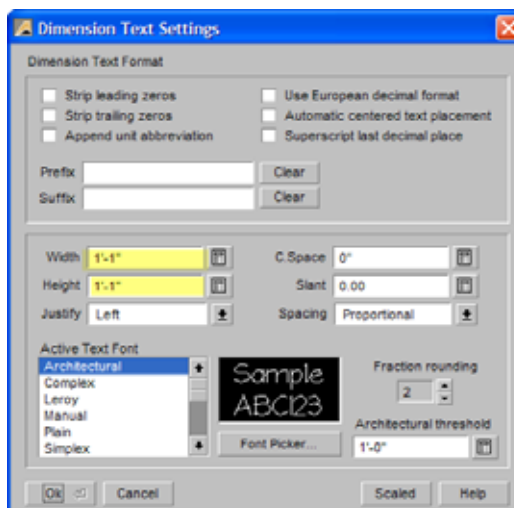 Dimension Text Settings
Dimension Text Format
Strip leading zeros
Use European decimal format
Strip trailing zeros
Automatic centered text placement
Append unit abbreviation
Superscript last decimal place
Prefix Clear
Suffix Clear
Width 1'-1" C.Space 0"
Height 1'-1" Slant 0.00
Justify Left Spacing Proportional
Active Text Font
Architectural
Complex
Leroy
Manual
Plain
Simplex
Sample
ABC123
Font Picker...
Fraction rounding
2
Architectural threshold
1'-0"
Ok Cancel Scaled Help